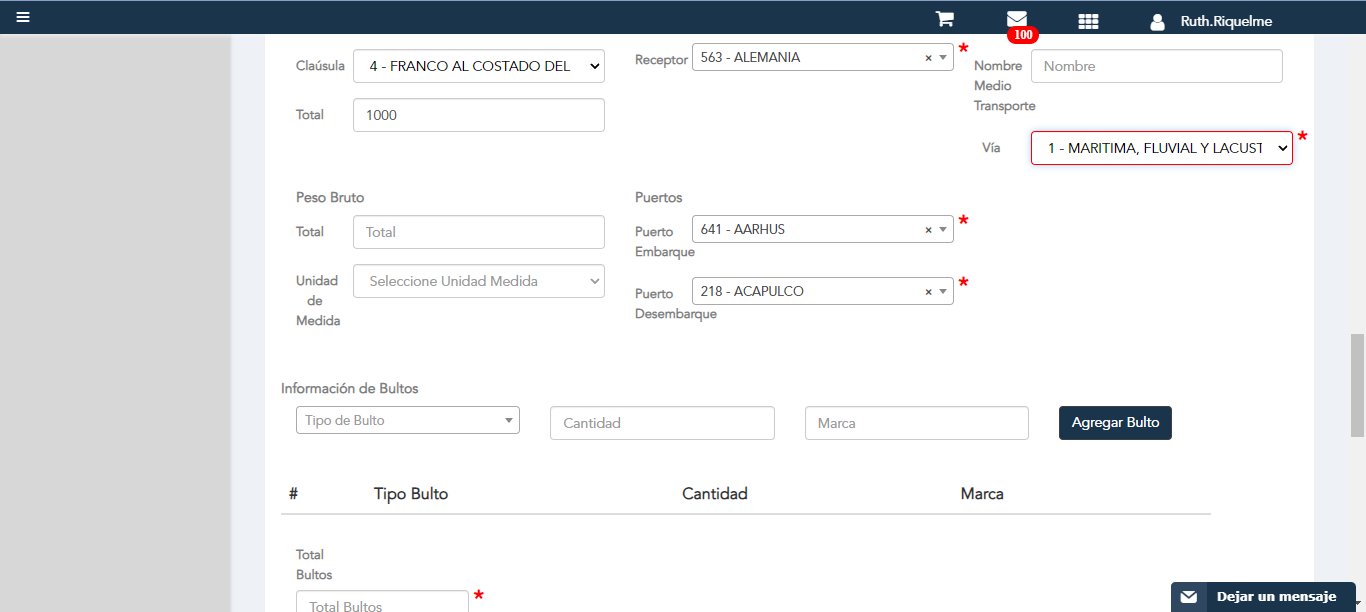 100
Ruth.Riquelme
Claúsula
4 - FRANCO AL COSTADO DEL
Receptor
563 - ALEMANIA
×
*
Nombre
Medio
Transporte
Nombre
Total
1000
Vía
1 - MARITIMA, FLUVIAL Y LACUST
*
Peso Bruto
Puertos
Total
Total
Puerto
Embarque
641 - AARHUS
×
*
Unidad
de
Medida
Seleccione Unidad Medida
Puerto
Desembarque
218 - ACAPULCO
×
*
Información de Bultos
Tipo de Bulto
Cantidad
Marca
Agregar Bulto
# Tipo Bulto Cantidad Marca
Total
Bultos
Total Bultos
*
Dejar un mensaje